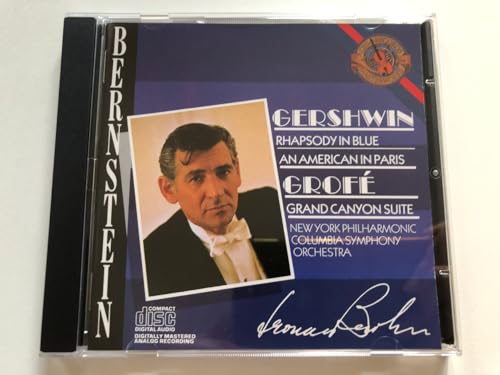 BERNSTEIN
GERSHWIN
RHAPSODY IN BLUE
AN AMERICAN IN PARIS
GROFÉ
GRAND CANYON SUITE
NEW YORK PHILHARMONIC
COLUMBIA SYMPHONY
ORCHESTRA
COMPACT
disc
DIGITAL AUDIO
DIGITALLY MASTERED
ANALOG RECORDING